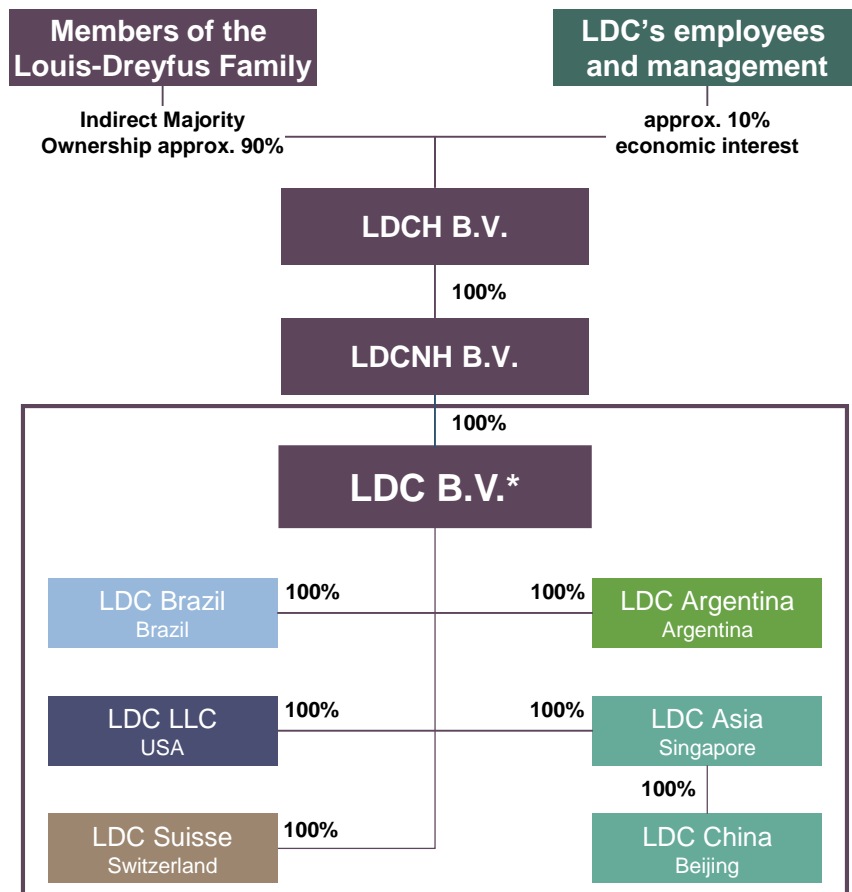 Members of the
Louis-Dreyfus Family
LDC's employees
and management
Indirect Majority
Ownership approx. 90%
approx. 10%
economic interest
LDCH B.V.
100%
LDCNH B.V.
100%
LDC B.V.*
LDC Brazil
Brazil
100%
100%
LDC Argentina
Argentina
LDC LLC
USA
100%
100%
LDC Asia
Singapore
100%
LDC Suisse
Switzerland
100%
LDC China
Beijing